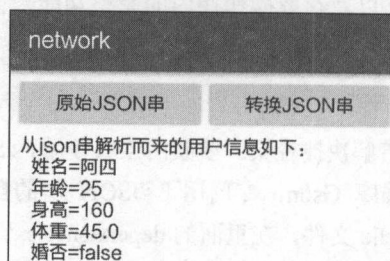 network
原始JSON串
转换JSON串
从json串解析而来的用户信息如下：
姓名=阿四
年龄=25
身高=160
体重=45.0
婚否=false